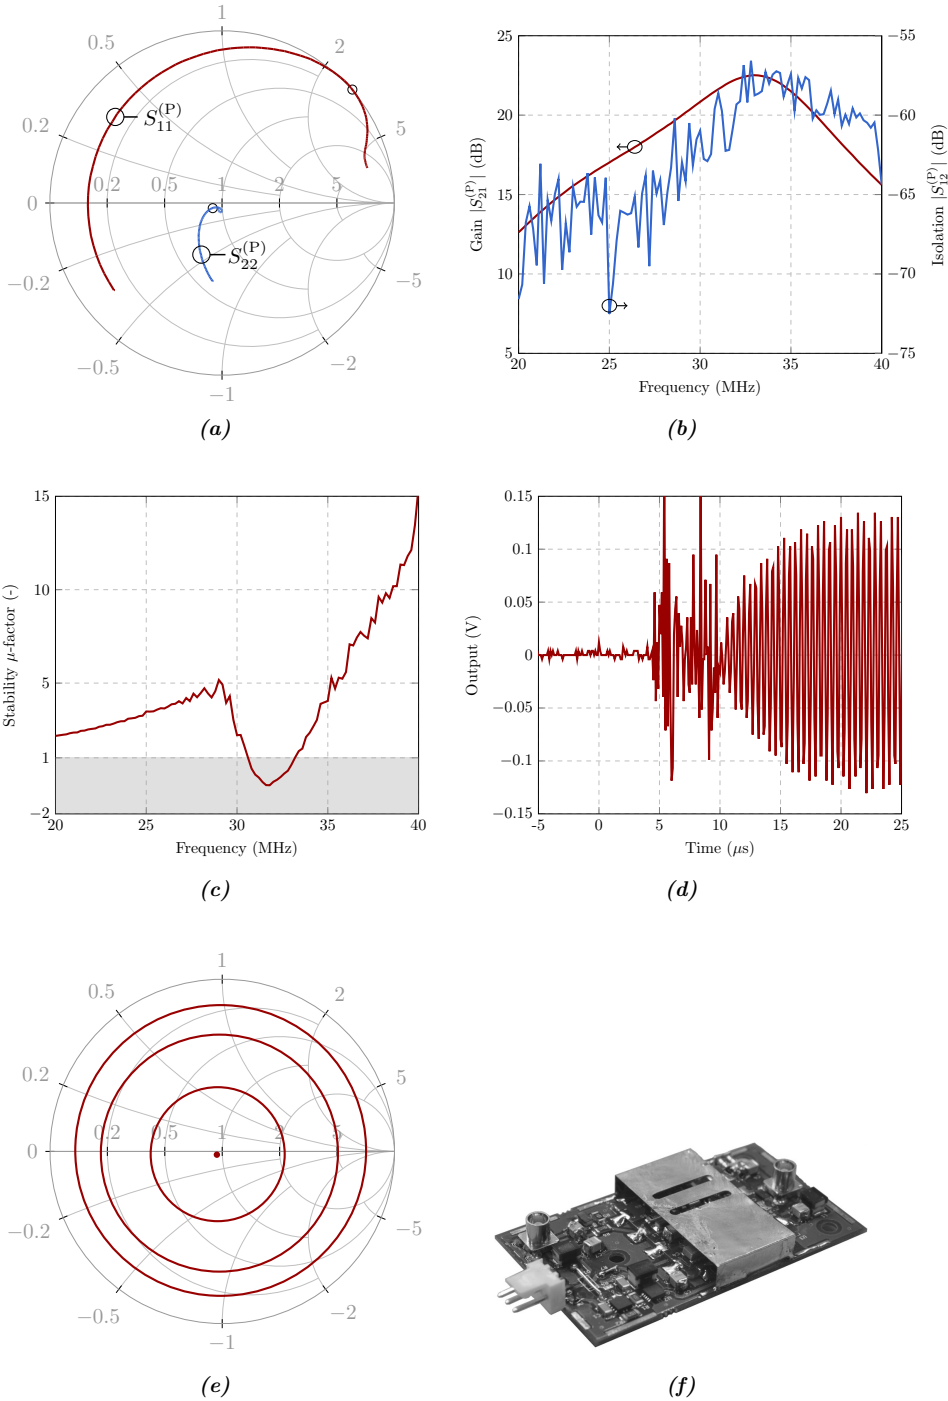 1
0.5
2
0.2
5
S11(P)
0.2 0.5 1 2 5
0
S22(P)
−0.2
−5
−0.5
−2
−1
(a)
25
20
15
10
5
Gain |S21(P)| (dB)
−55
−60
−65
−70
−75
Isolation |S12(P)| (dB)
20 25 30 35 40
Frequency (MHz)
(b)
15
10
5
1
−2
Stability μ-factor (-)
20 25 30 35 40
Frequency (MHz)
(c)
0.15
0.1
0.05
0
−0.05
−0.1
−0.15
Output (V)
-5 0 5 10 15 20 25
Time (μs)
(d)
1
0.5
2
0.2
5
0.2 0.5 1 2 5
0
−0.2
−5
−0.5
−2
−1
(e)
(f)